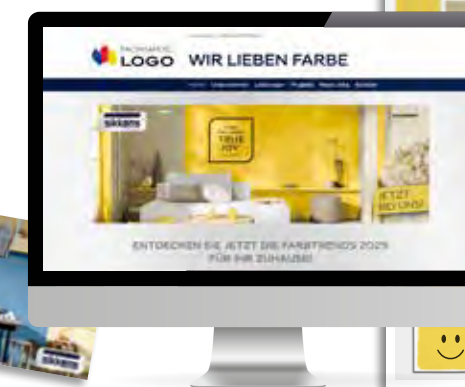 LOGO
WIR LIEBEN FARBE
sikkens
TRUE
JOY
JETZT
BEI UNS!
ENTDECKEN SIE JETZT DIE FARBTRENDS 2025
FÜR IHR ZUHAUSE!
sikkens